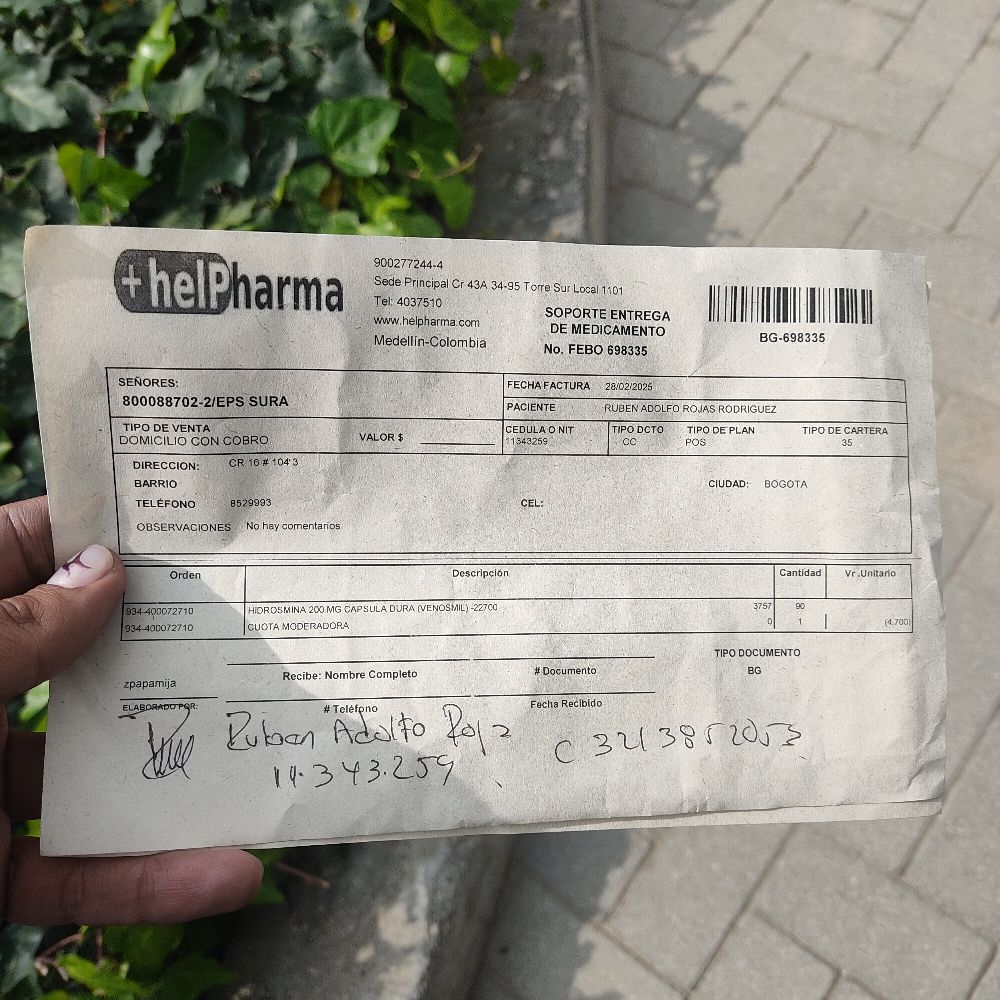 +helPharma
900277244-4
Sede Principal Cr 43A 34-95 Torre Sur Local 1101
Tel: 4037510
www.helpharma.com
Medellín-Colombia
SOPORTE ENTREGA
DE MEDICAMENTO
No. FEBO 698335
BG-698335
SEÑORES:
800088702-2/EPS SURA
FECHA FACTURA 28/02/2025
PACIENTE RUBEN ADOLFO ROJAS RODRIGUEZ
TIPO DE VENTA
DOMICILIO CON COBRO
VALOR $
CEDULA O NIT
11343259
TIPO DCTO
CC
TIPO DE PLAN
POS
TIPO DE CARTERA
35
DIRECCION: CR 16 # 104'3
BARRIO
CIUDAD: BOGOTA
TELÉFONO 8529993
CEL:
OBSERVACIONES No hay comentarios
Orden Descripción Cantidad Vr .Unitario
934-400072710 HIDROSMINA 200 MG CAPSULA DURA (VENOSMIL) -22700 3757 90
934-400072710 CUOTA MODERADORA 0 1 (4,700)
TIPO DOCUMENTO
BG
Recibe: Nombre Completo # Documento
zpapamija
ELABORADO POR:
# Teléfono Fecha Recibido
Ruben Adolfo Roja
C 3213852053
11.343.259